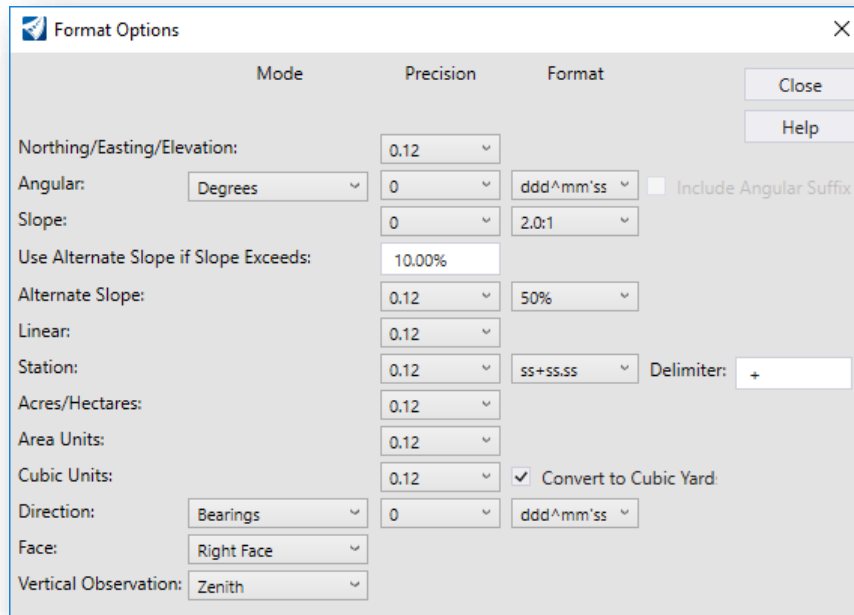 Format Options
Mode Precision Format
Close
Help
Northing/Easting/Elevation: 0.12
Angular: Degrees 0 ddd^mm'ss Include Angular Suffix
Slope: 0 2.0:1
Use Alternate Slope if Slope Exceeds: 10.00%
Alternate Slope: 0.12 50%
Linear: 0.12
Station: 0.12 ss+ss.ss Delimiter: +
Acres/Hectares: 0.12
Area Units: 0.12
Cubic Units: 0.12 Convert to Cubic Yard
Direction: Bearings 0 ddd^mm'ss
Face: Right Face
Vertical Observation: Zenith